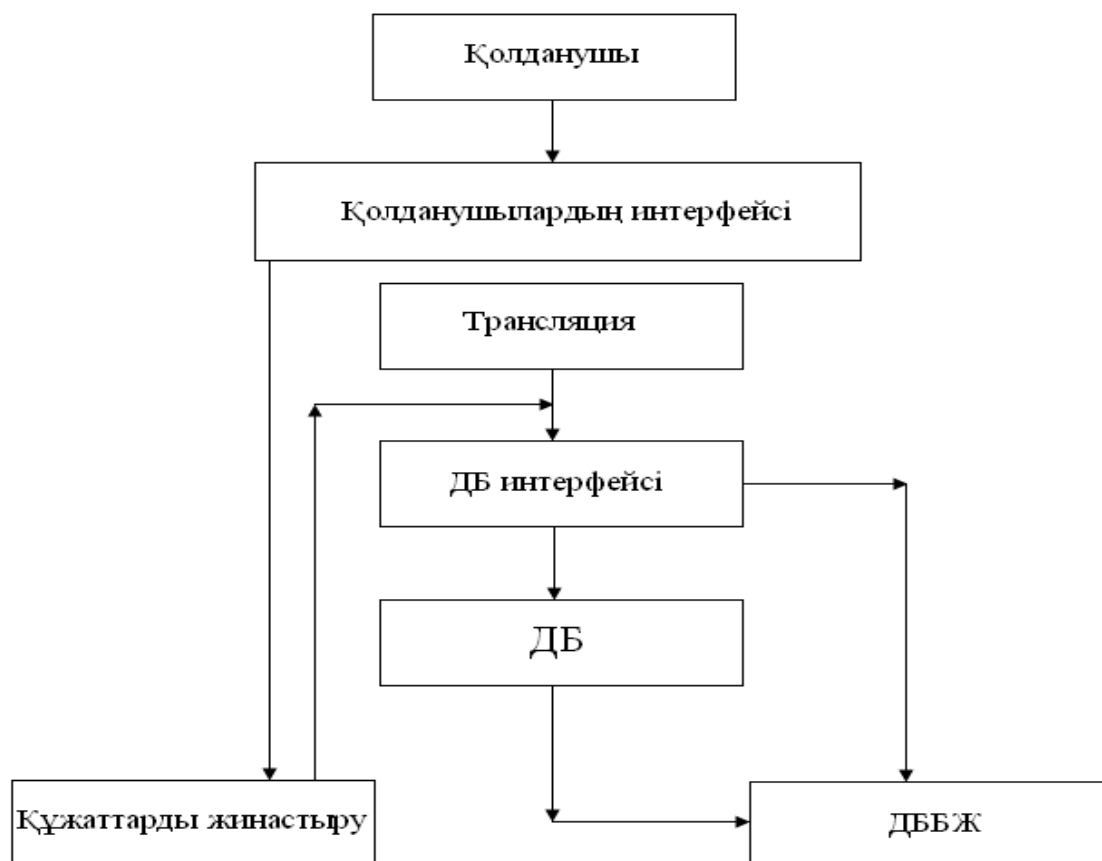 Қолданушы
Қолданушылардың интерфейсі
Трансляция
ДБ интерфейсі
ДБ
Құжаттарды жинастыру
ДББЖ